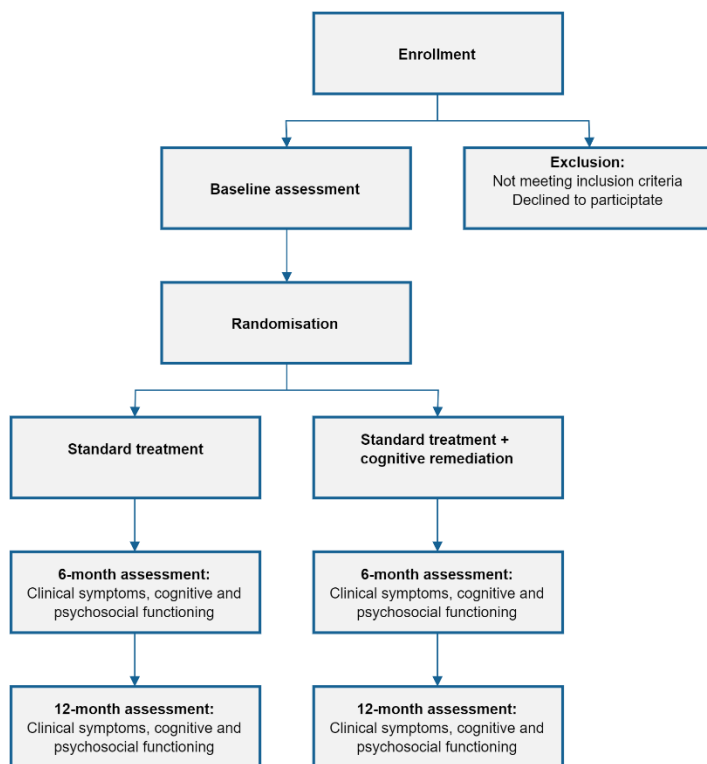 Enrollment
Baseline assessment
Exclusion:
Not meeting inclusion criteria
Declined to participtate
Randomisation
Standard treatment
Standard treatment +
cognitive remediation
6-month assessment:
Clinical symptoms, cognitive and
psychosocial functioning
6-month assessment:
Clinical symptoms, cognitive and
psychosocial functioning
12-month assessment:
Clinical symptoms, cognitive and
psychosocial functioning
12-month assessment:
Clinical symptoms, cognitive and
psychosocial functioning